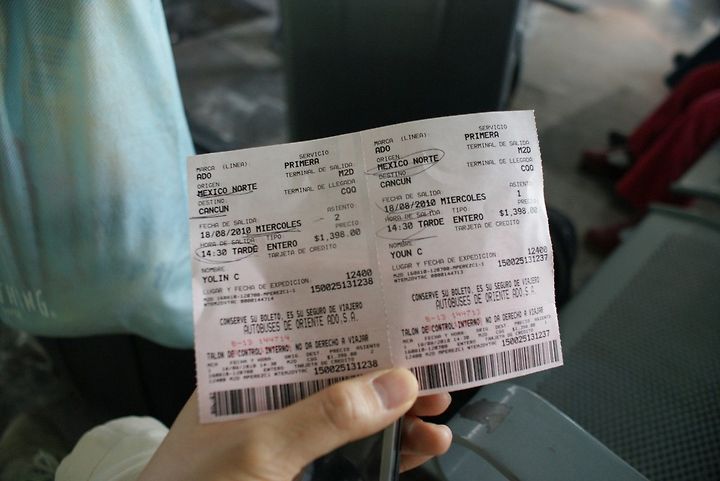 MARCA (LINEA)
SERVICIO
ADO
PRIMERA
ORIGEN
TERMINAL DE SALIDA
MEXICO NORTE
M2D
DESTINO
TERMINAL DE LLEGADA
CANCUN
CQQ
FECHA DE SALIDA
ASIENTO
18/08/2010 MIERCOLES
2
HORA DE SALIDA TIPO PRECIO
14:30 TARDE ENTERO $1,398.00
TARJETA DE CREDITO
NOMBRE
YOLIN C
12400
LUGAR Y FECHA DE EXPEDICION
150025131238
CONSERVE SU BOLETO, ES SU SEGURO DE VIAJERO
AUTOBUSES DE ORIENTE ADO,S.A.
B-13 144714
TALON DE CONTROL INTERNO, NO DA DERECHO A VIAJAR
150025131238
MARCA (LINEA)
SERVICIO
ADO
PRIMERA
ORIGEN
TERMINAL DE SALIDA
MEXICO NORTE
M2D
DESTINO
TERMINAL DE LLEGADA
CANCUN
CQQ
FECHA DE SALIDA
ASIENTO
18/08/2010 MIERCOLES
1
HORA DE SALIDA TIPO PRECIO
14:30 TARDE ENTERO $1,398.00
TARJETA DE CREDITO
NOMBRE
YOUN C
12400
LUGAR Y FECHA DE EXPEDICION
150025131237
CONSERVE SU BOLETO, ES SU SEGURO DE VIAJERO
AUTOBUSES DE ORIENTE ADO,S.A.
B-13 144713
TALON DE CONTROL INTERNO, NO DA DERECHO A VIAJAR
150025131237
THING.